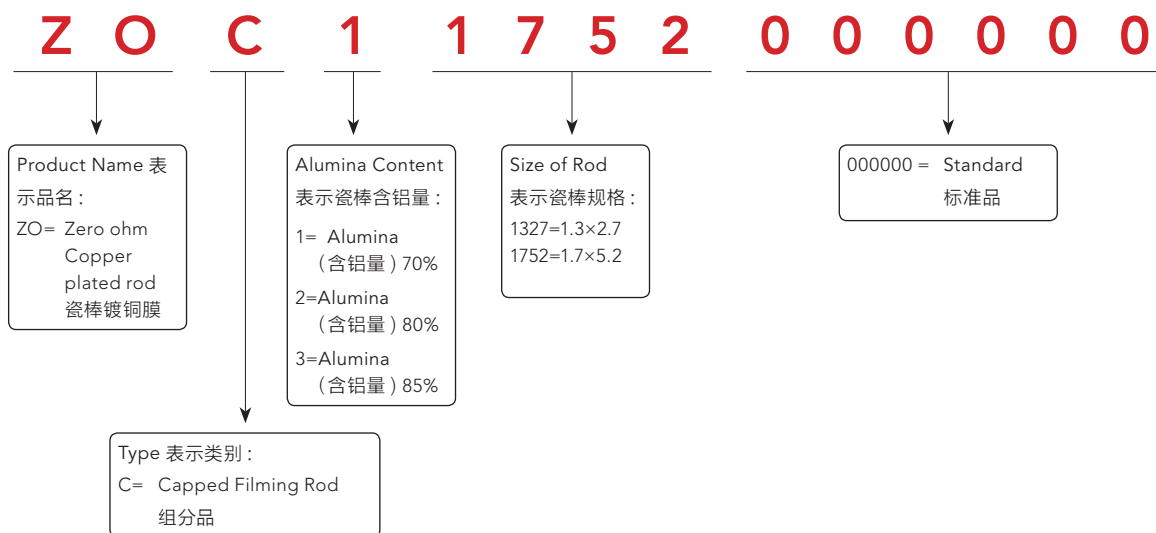 Z O C 1 1 7 5 2 0 0 0 0 0 0
Product Name 表
示品名：
ZO= Zero ohm
Copper
plated rod
瓷棒镀铜膜
Alumina Content
表示瓷棒含铝量：
1= Alumina
（含铝量）70%
2=Alumina
（含铝量）80%
3=Alumina
（含铝量）85%
Size of Rod
表示瓷棒规格：
1327=1.3×2.7
1752=1.7×5.2
000000 = Standard
标准品
Type 表示类别：
C= Capped Filming Rod
组分品